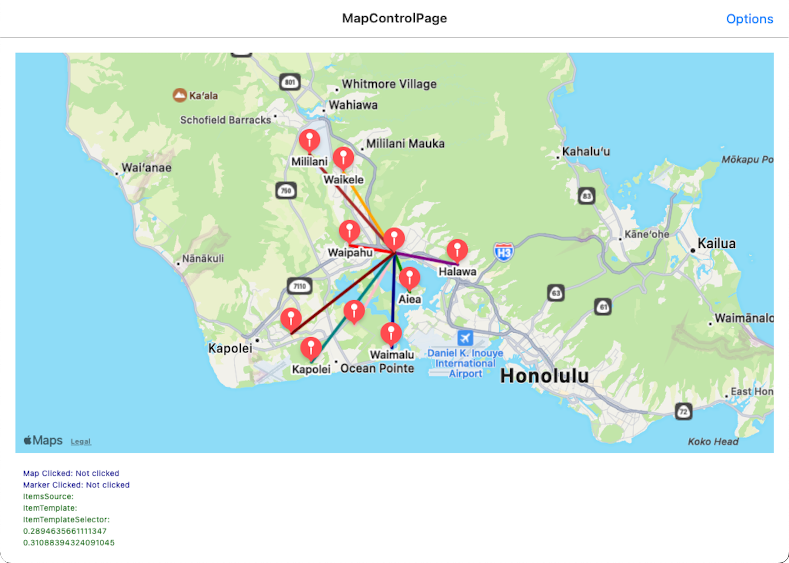 MapControlPage
Options
801
Whitmore Village
Kaʻala
Wahiawa
Schofield Barracks
Mililani Mauka
Kahaluʻu
Mililani
Mōkapu Po
Waiʻanae
Waikele
750
83
Kāneʻohe
Kailua
Waipahu
H3
Nānākuli
Halawa
7110
Aiea
63
61
Waimānalo
Kapolei
Waimalu
Daniel K. Inouye
International
Airport
Kapolei
Ocean Pointe
Honolulu
East Hon
72
Maps
Legal
Koko Head
Map Clicked: Not clicked
Marker Clicked: Not clicked
ItemsSource:
ItemTemplate:
ItemTemplateSelector:
0.2894635661111347
0.31088394324091045